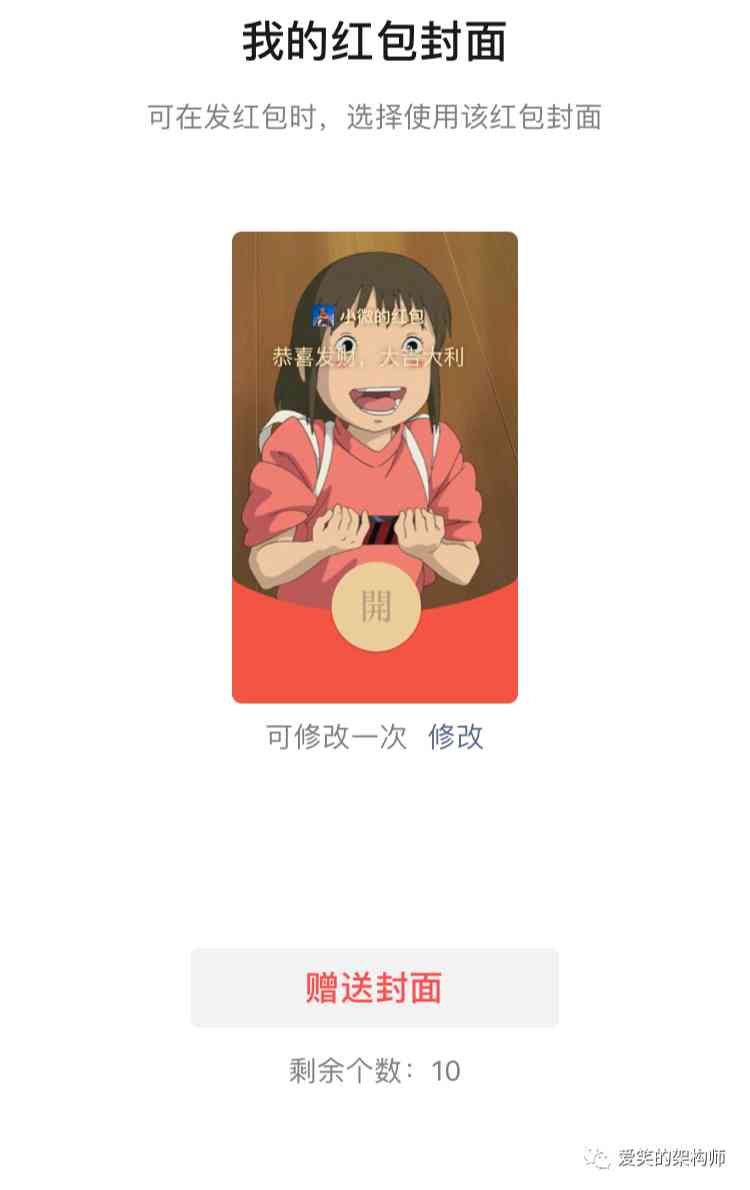 我的红包封面
可在发红包时，选择使用该红包封面
小微的红包
恭喜发财，大吉大利
開
可修改一次 修改
赠送封面
剩余个数：10
爱笑的架构师